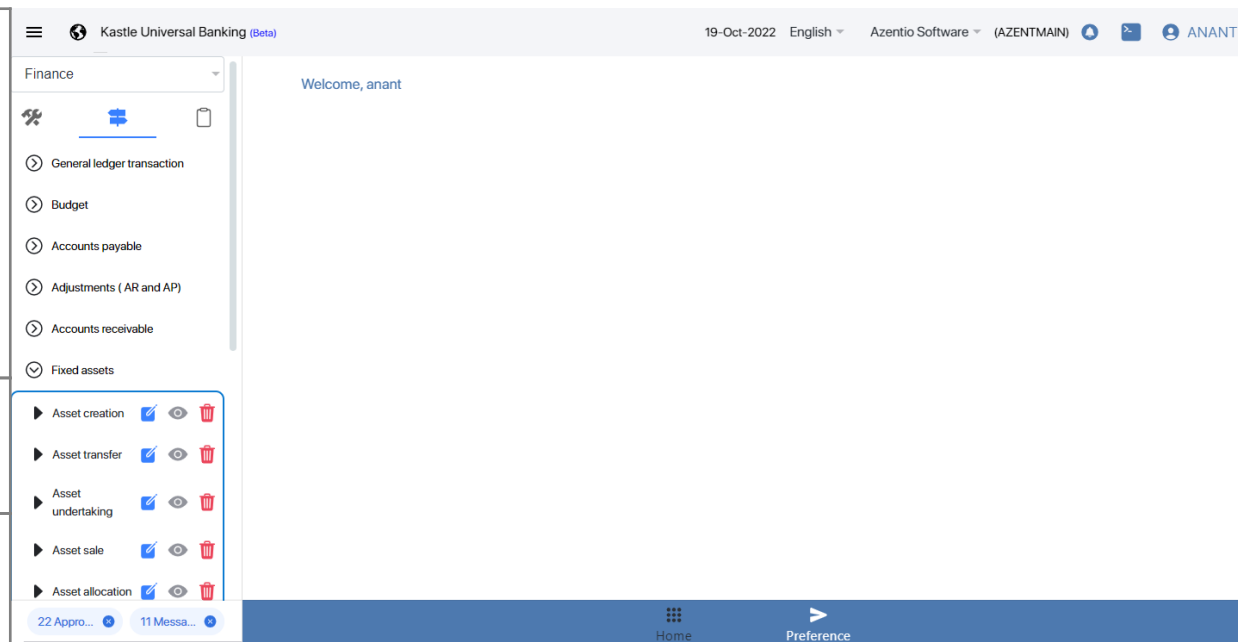 Kastle Universal Banking (Beta)
19-Oct-2022 English Azentio Software (AZENTMAIN) ANANT
Finance
Welcome, anant
General ledger transaction
Budget
Accounts payable
Adjustments ( AR and AP)
Accounts receivable
Fixed assets
Asset creation
Asset transfer
Asset
undertaking
Asset sale
Asset allocation
22 Appro...
11 Messa...
Home
Preference